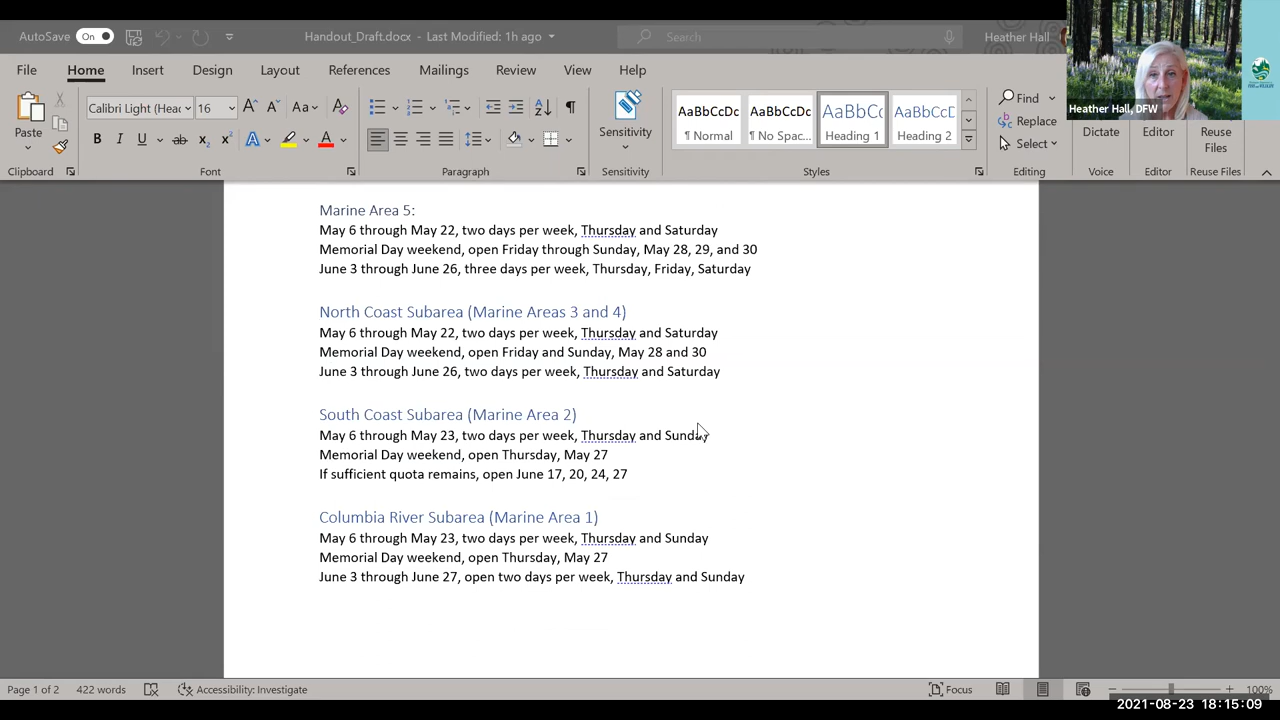 AutoSave On Handout_Draft.docx - Last Modified: 1h ago Search Heather Hall
File Home Insert Design Layout References Mailings Review View Help
Heather Hall, DFW
Calibri Light (Head 16 Aa
Paste
B I U ab x₂ x² A A
Sensitivity
AaBbCcDc AaBbCcDc AaBbCc AaBbCcD
¶ Normal ¶ No Spac... Heading 1 Heading 2
Find
Replace
Select
Dictate Editor Reuse Files
Clipboard Font Paragraph Sensitivity Styles Editing Voice Editor Reuse Files
Marine Area 5:
May 6 through May 22, two days per week, Thursday and Saturday
Memorial Day weekend, open Friday through Sunday, May 28, 29, and 30
June 3 through June 26, three days per week, Thursday, Friday, Saturday
North Coast Subarea (Marine Areas 3 and 4)
May 6 through May 22, two days per week, Thursday and Saturday
Memorial Day weekend, open Friday and Sunday, May 28 and 30
June 3 through June 26, two days per week, Thursday and Saturday
South Coast Subarea (Marine Area 2)
May 6 through May 23, two days per week, Thursday and Sunday
Memorial Day weekend, open Thursday, May 27
If sufficient quota remains, open June 17, 20, 24, 27
Columbia River Subarea (Marine Area 1)
May 6 through May 23, two days per week, Thursday and Sunday
Memorial Day weekend, open Thursday, May 27
June 3 through June 27, open two days per week, Thursday and Sunday
Page 1 of 2 422 words Accessibility: Investigate Focus 100%
2021-08-23 18:15:09